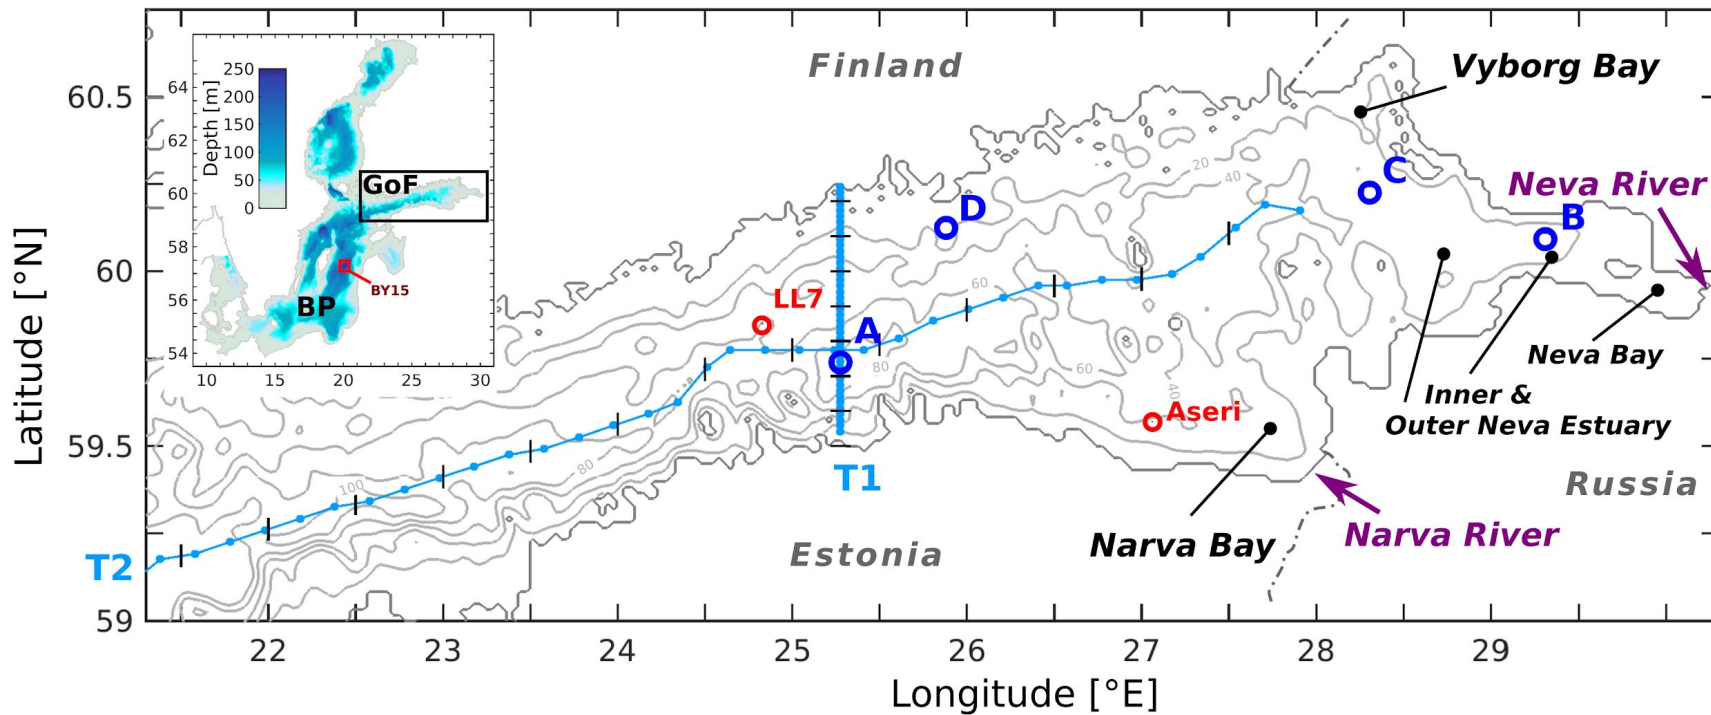 Latitude [°N]
60.5
60
59.5
59
22
23
24
25
26
27
28
29
Longitude [°E]
Depth [m]
250
200
150
100
50
0
64
62
60
58
56
54
10
15
20
25
30
GoF
BP
BY15
Finland
Estonia
Russia
Vyborg Bay
Neva River
Neva Bay
Inner &
Outer Neva Estuary
Narva River
Narva Bay
Aseri
LL7
A
B
C
D
T1
T2
20
40
60
80
60
40
80
100